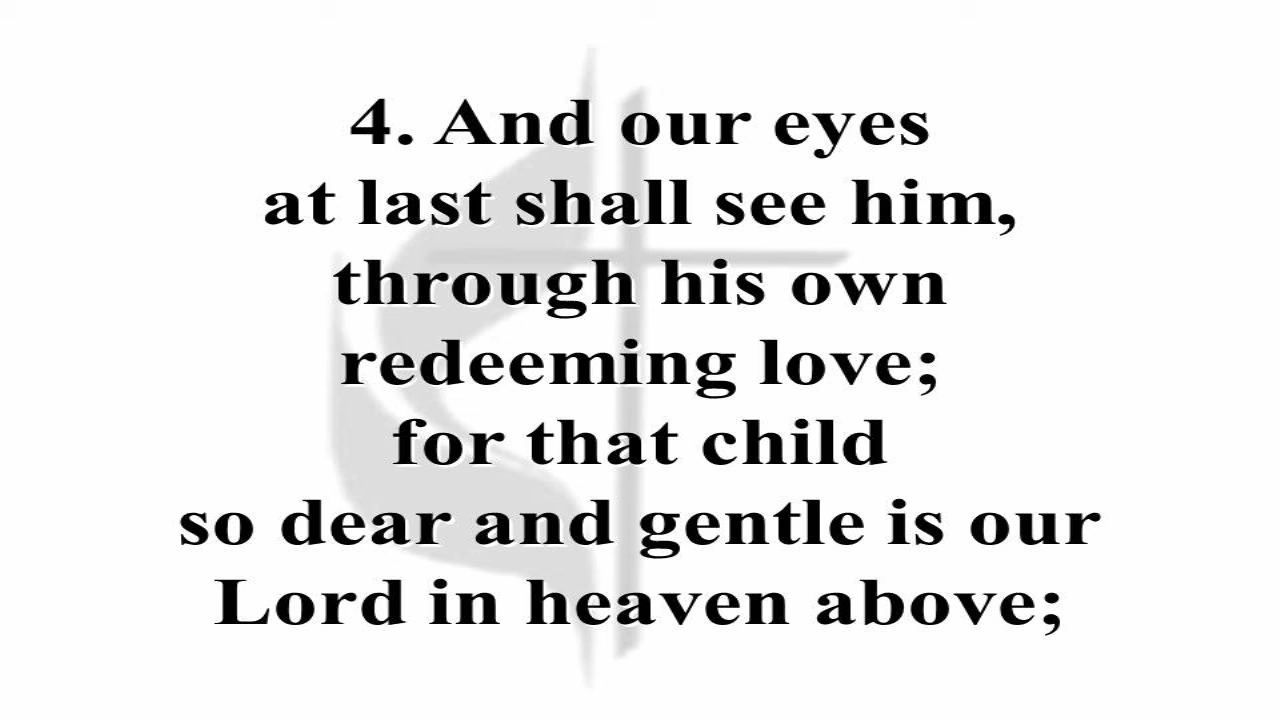 4. And our eyes
at last shall see him,
through his own
redeeming love;
for that child
so dear and gentle is our
Lord in heaven above;